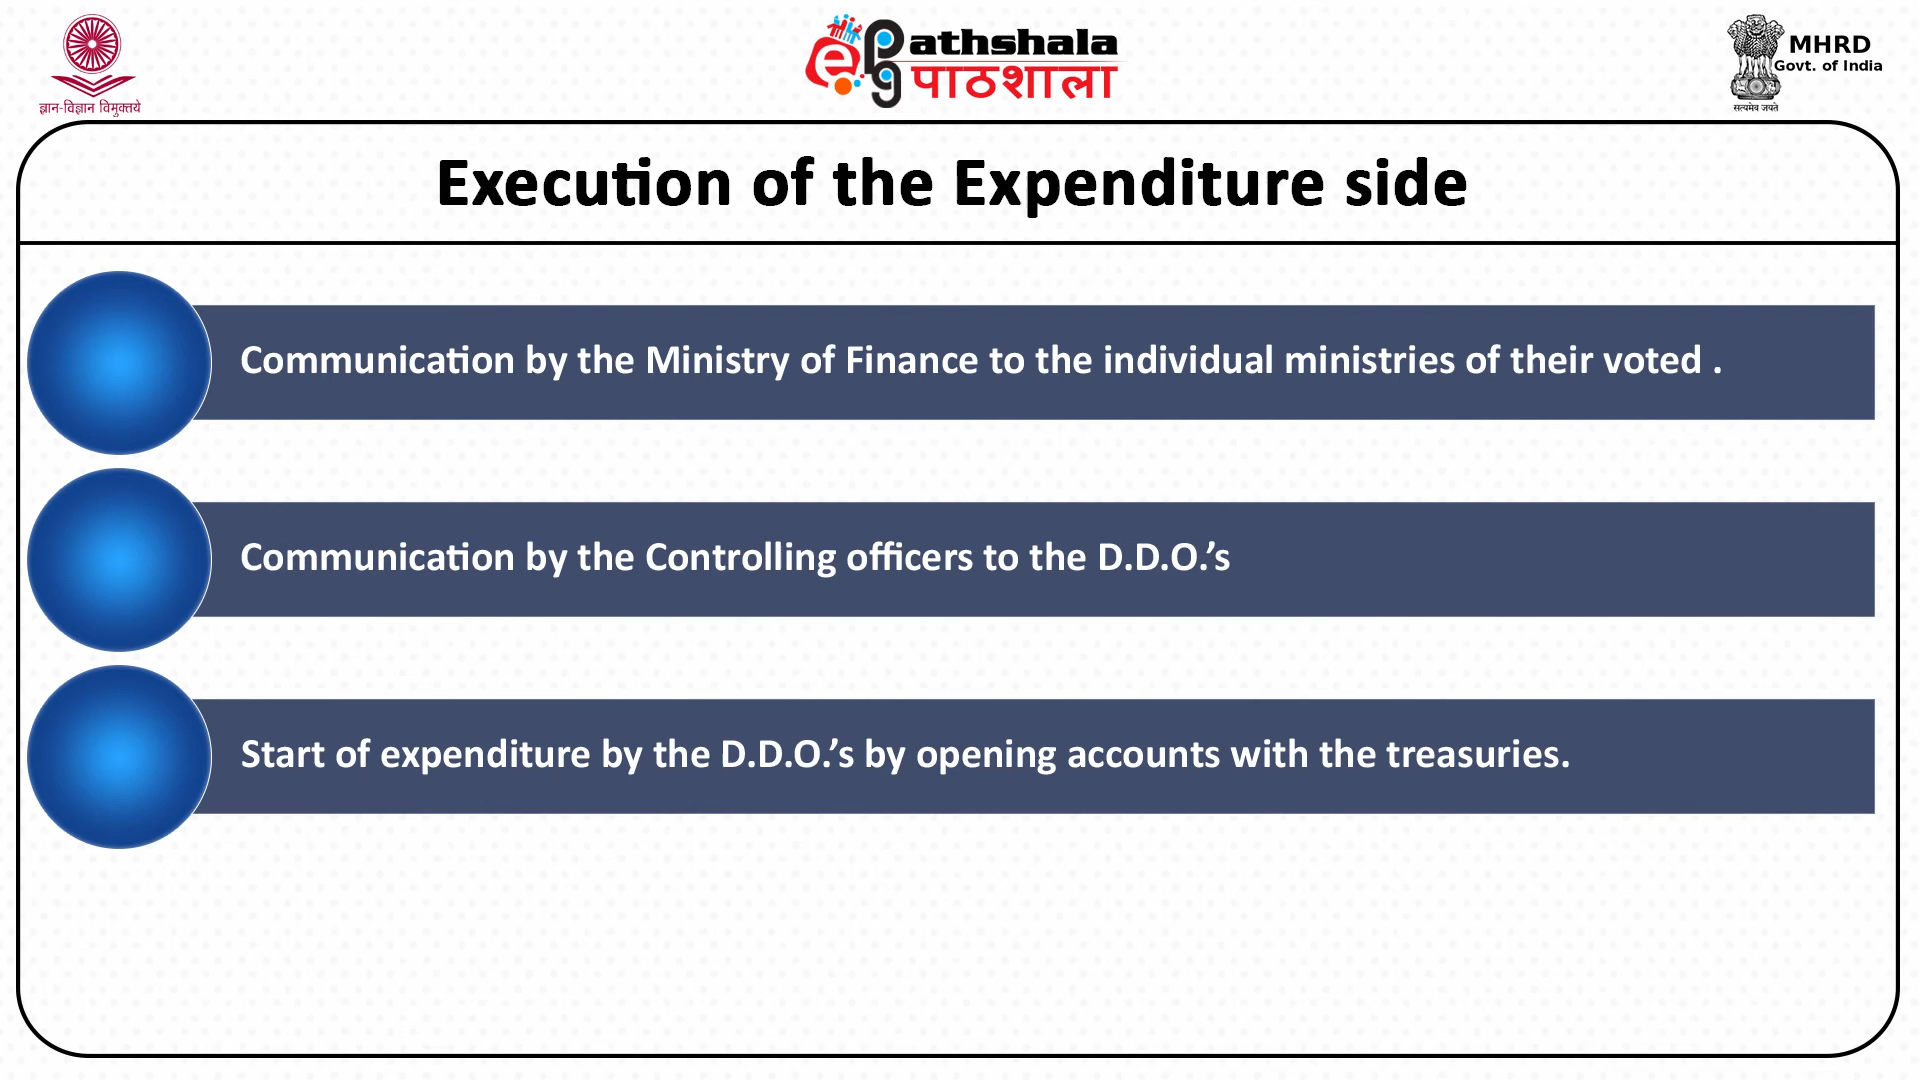 ज्ञान-विज्ञान विमुक्तये
e PG athshala
पाठशाला
MHRD
Govt. of India
सत्यमेव जयते
Execution of the Expenditure side
Communication by the Ministry of Finance to the individual ministries of their voted .
Communication by the Controlling officers to the D.D.O.’s
Start of expenditure by the D.D.O.’s by opening accounts with the treasuries.